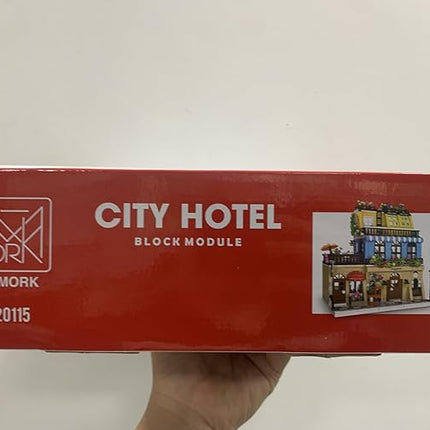 CITY HOTEL
BLOCK MODULE
MORK
20115